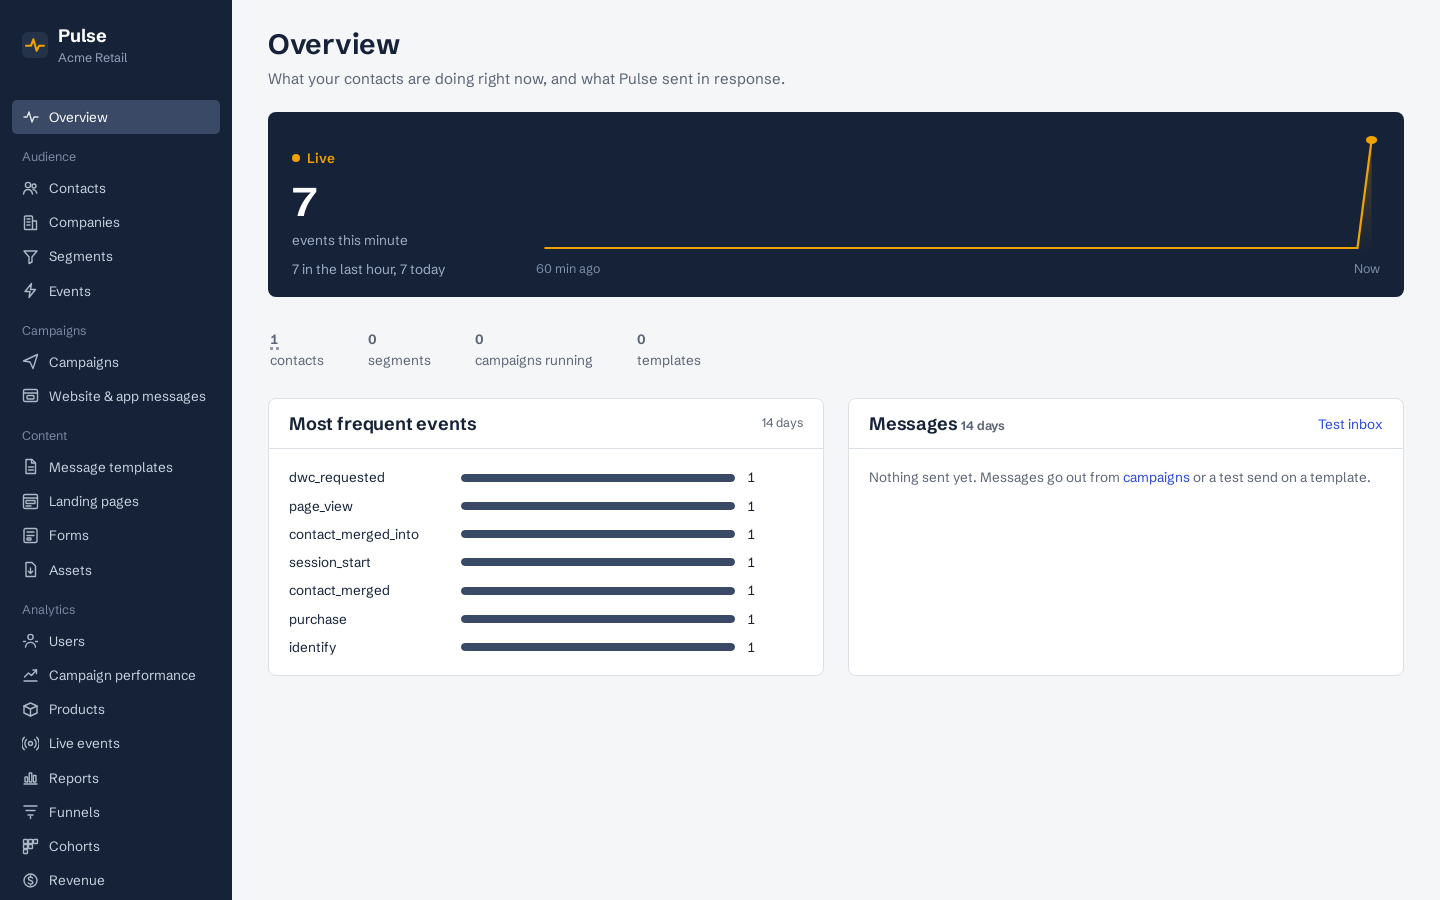 Pulse
Acme Retail
Overview
Audience
Contacts
Companies
Segments
Events
Campaigns
Campaigns
Website & app messages
Content
Message templates
Landing pages
Forms
Assets
Analytics
Users
Campaign performance
Products
Live events
Reports
Funnels
Cohorts
Revenue
Overview
What your contacts are doing right now, and what Pulse sent in response.
Live
7
events this minute
7 in the last hour, 7 today
60 min ago
Now
1
contacts
0
segments
0
campaigns running
0
templates
Most frequent events
14 days
dwc_requested 1
page_view 1
contact_merged_into 1
session_start 1
contact_merged 1
purchase 1
identify 1
Messages 14 days
Test inbox
Nothing sent yet. Messages go out from campaigns or a test send on a template.